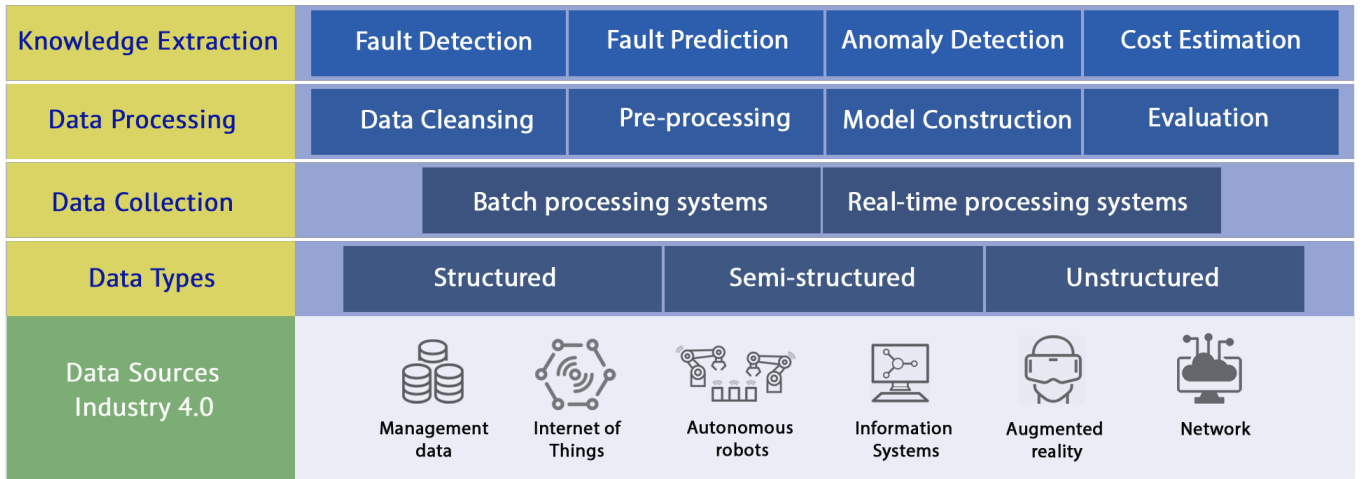 Knowledge Extraction
Fault Detection
Fault Prediction
Anomaly Detection
Cost Estimation
Data Processing
Data Cleansing
Pre-processing
Model Construction
Evaluation
Data Collection
Batch processing systems
Real-time processing systems
Data Types
Structured
Semi-structured
Unstructured
Data Sources
Industry 4.0
Management
data
Internet of
Things
Autonomous
robots
Information
Systems
Augmented
reality
Network